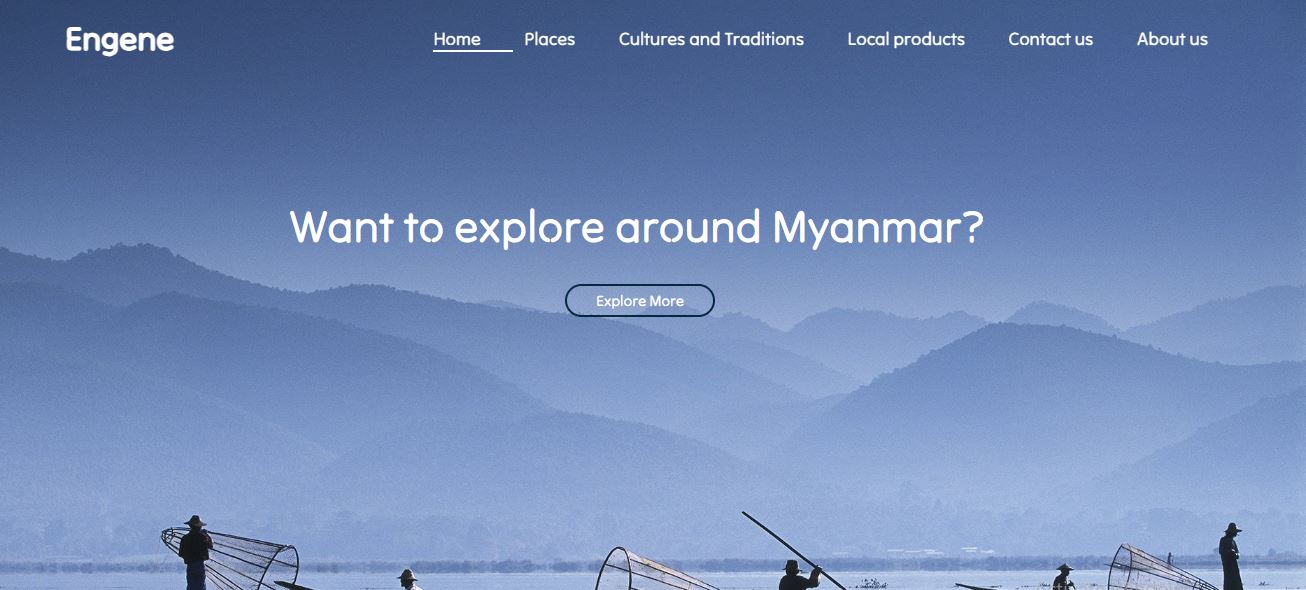 Engene
Home Places Cultures and Traditions Local products Contact us About us
Want to explore around Myanmar?
Explore More